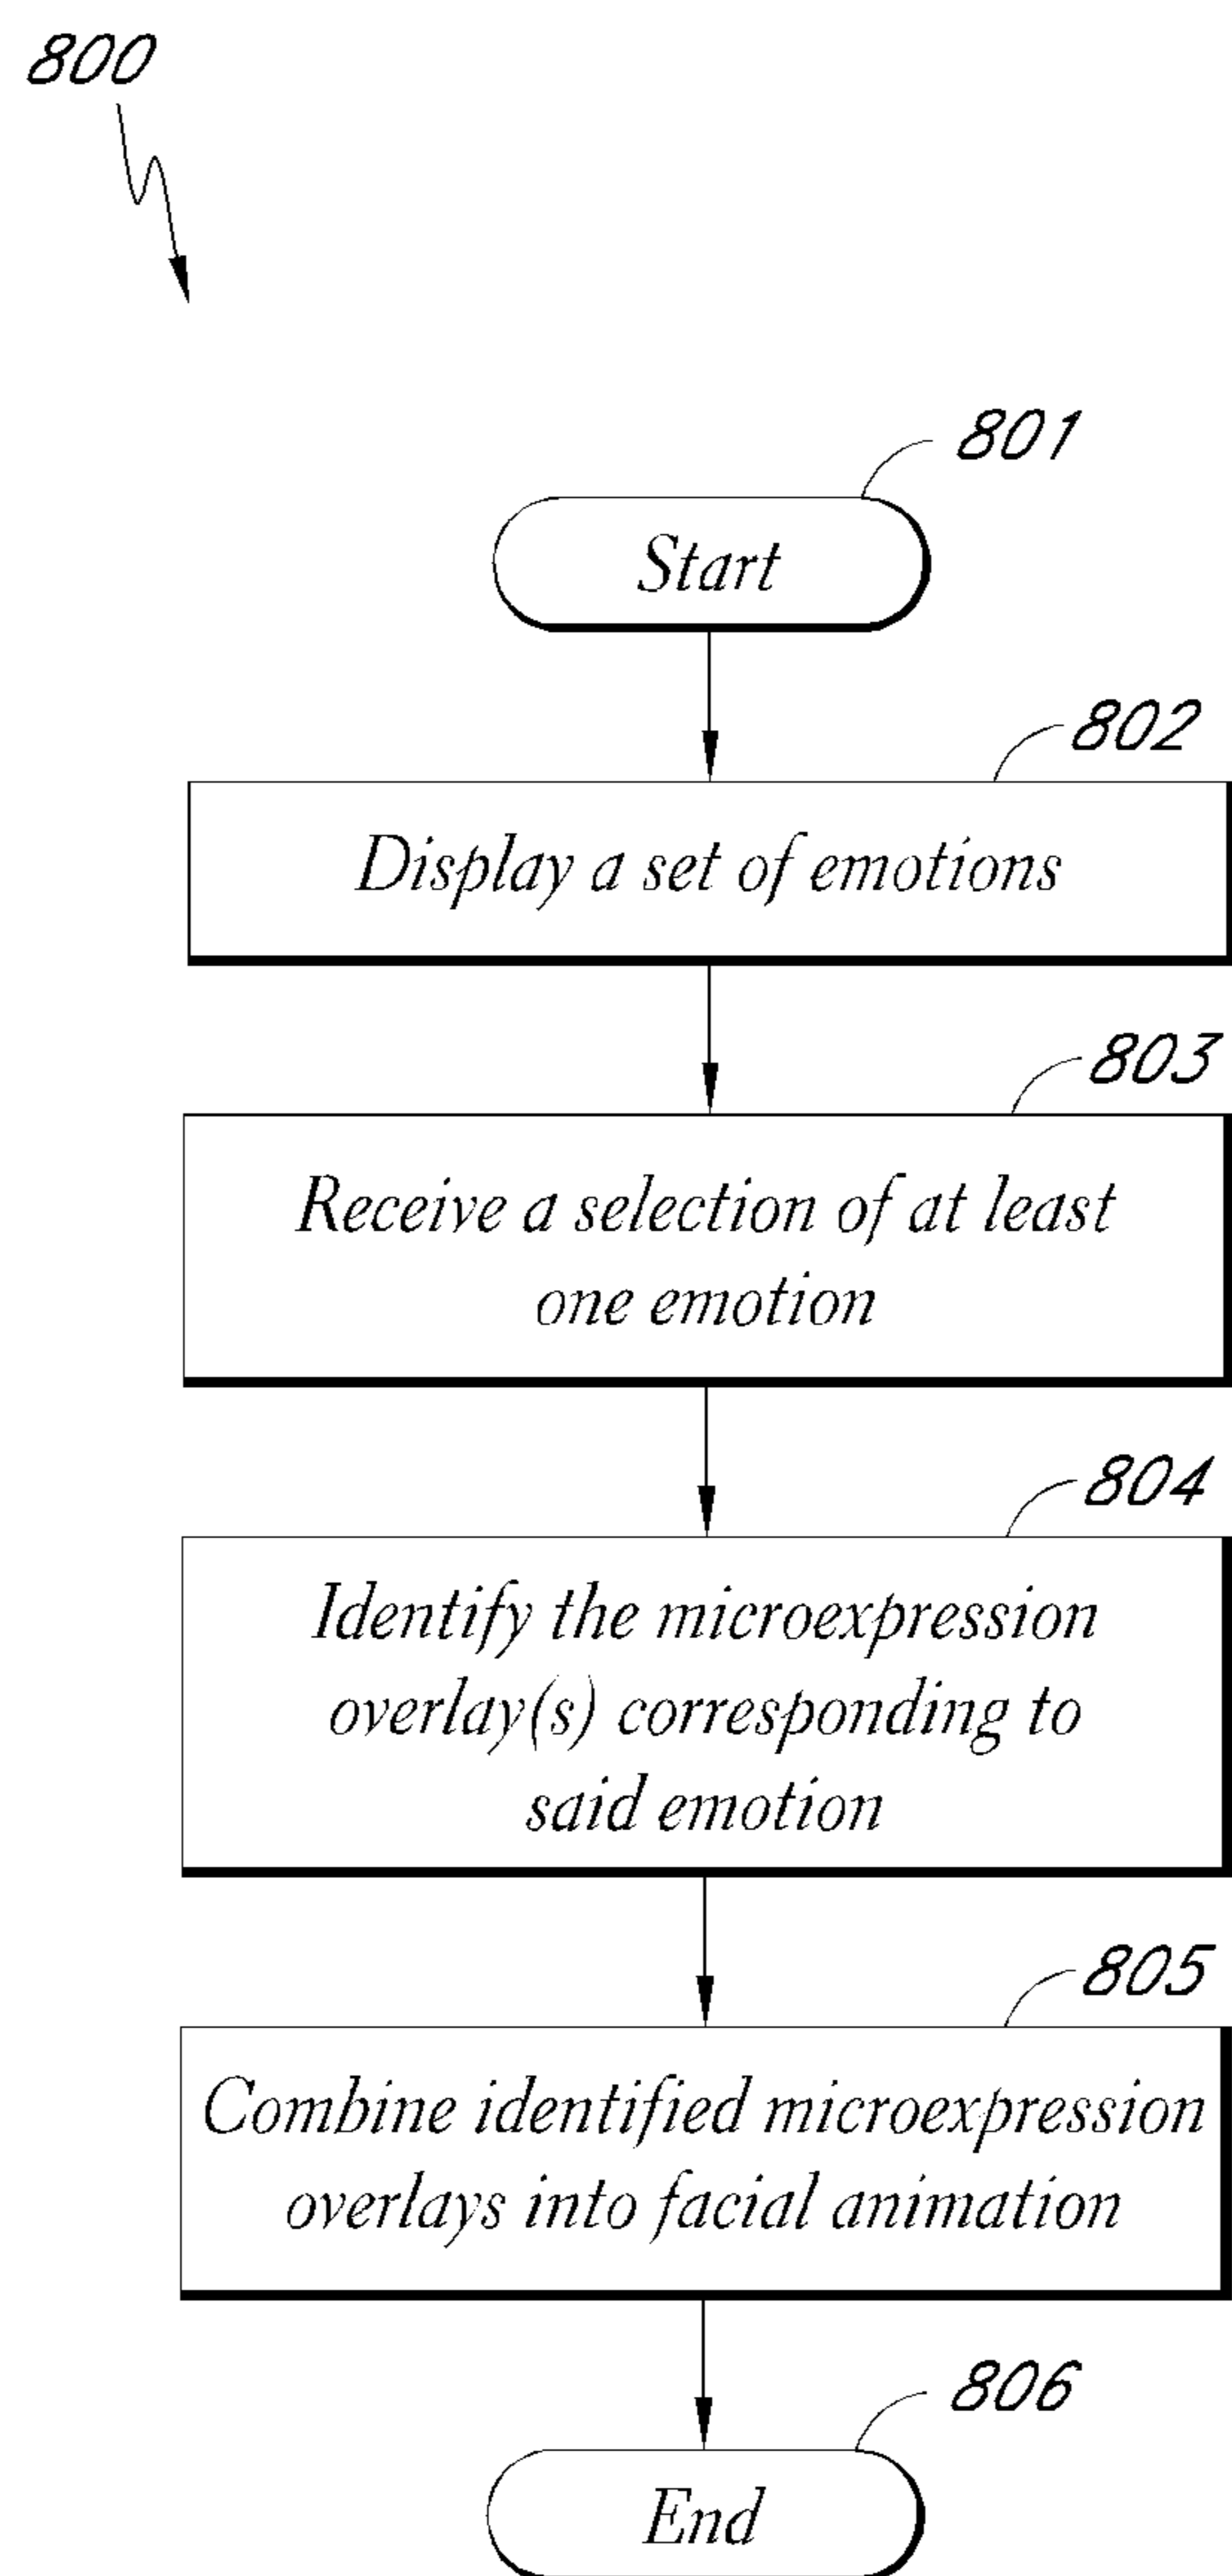 800
801
Start
802
Display a set of emotions
803
Receive a selection of at least
one emotion
804
Identify the microexpression
overlay(s) corresponding to
said emotion
805
Combine identified microexpression
overlays into facial animation
806
End